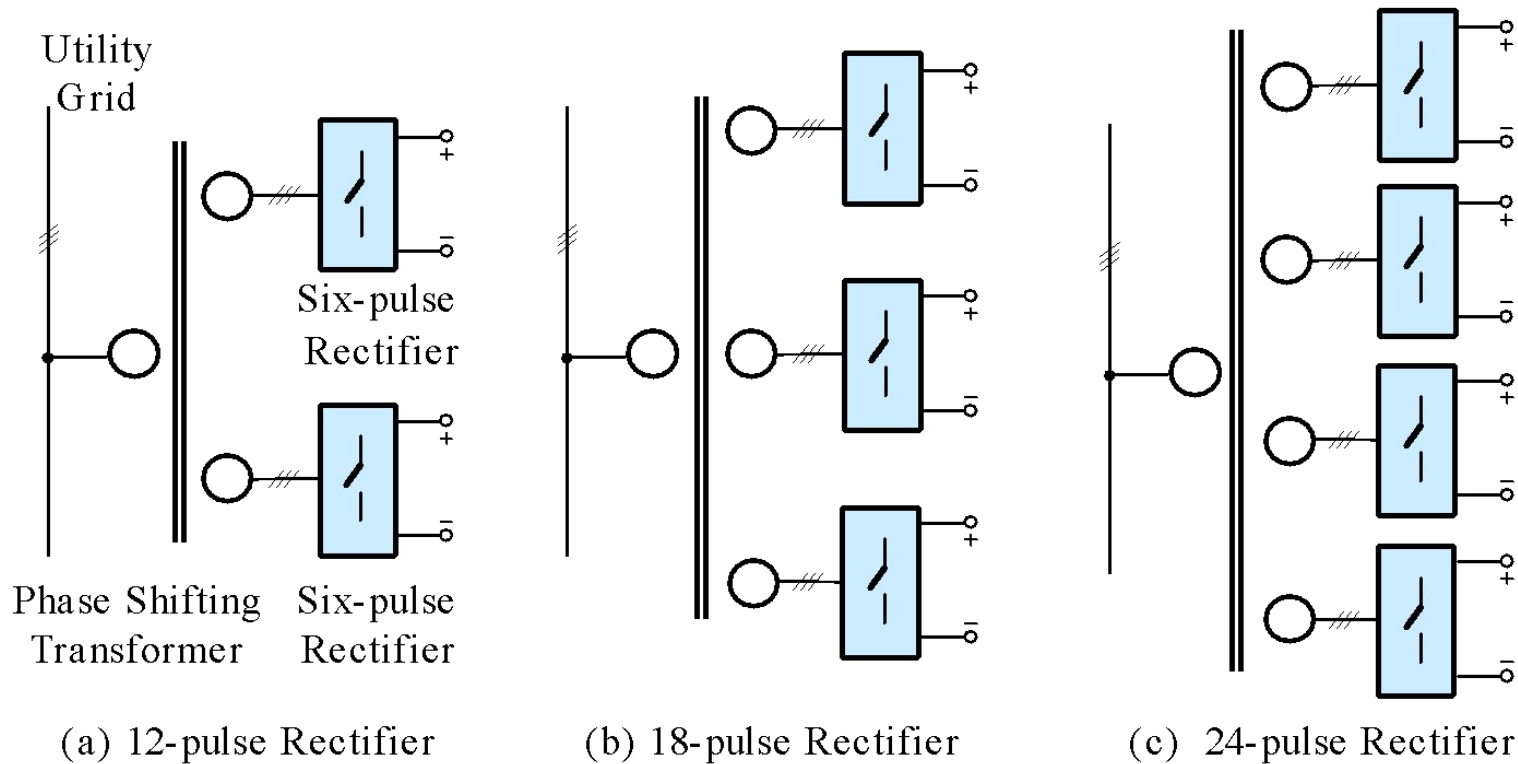 Utility
Grid
+
−
Six-pulse
Rectifier
+
−
Phase Shifting
Transformer
Six-pulse
Rectifier
(a) 12-pulse Rectifier
+
−
+
−
+
−
(b) 18-pulse Rectifier
+
−
+
−
+
−
+
−
(c) 24-pulse Rectifier